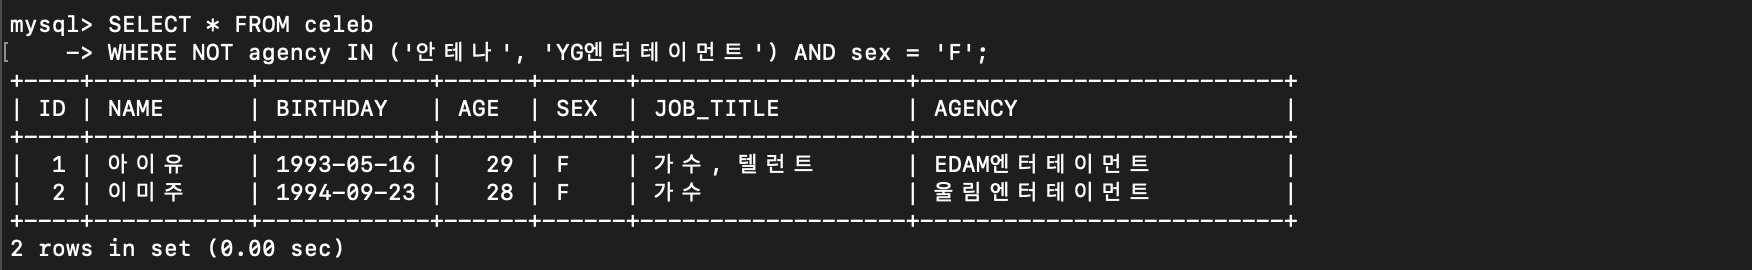 mysql> SELECT * FROM celeb
[    -> WHERE NOT agency IN ('안테나', 'YG엔터테이먼트') AND sex = 'F';
+----+-----------+------------+------+------+-----------------+-------------------------+
| ID | NAME      | BIRTHDAY   | AGE  | SEX  | JOB_TITLE       | AGENCY                  |
+----+-----------+------------+------+------+-----------------+-------------------------+
|  1 | 아이유    | 1993-05-16 |   29 | F    | 가수, 텔런트    | EDAM엔터테이먼트        |
|  2 | 이미주    | 1994-09-23 |   28 | F    | 가수            | 울림엔터테이먼트        |
+----+-----------+------------+------+------+-----------------+-------------------------+
2 rows in set (0.00 sec)